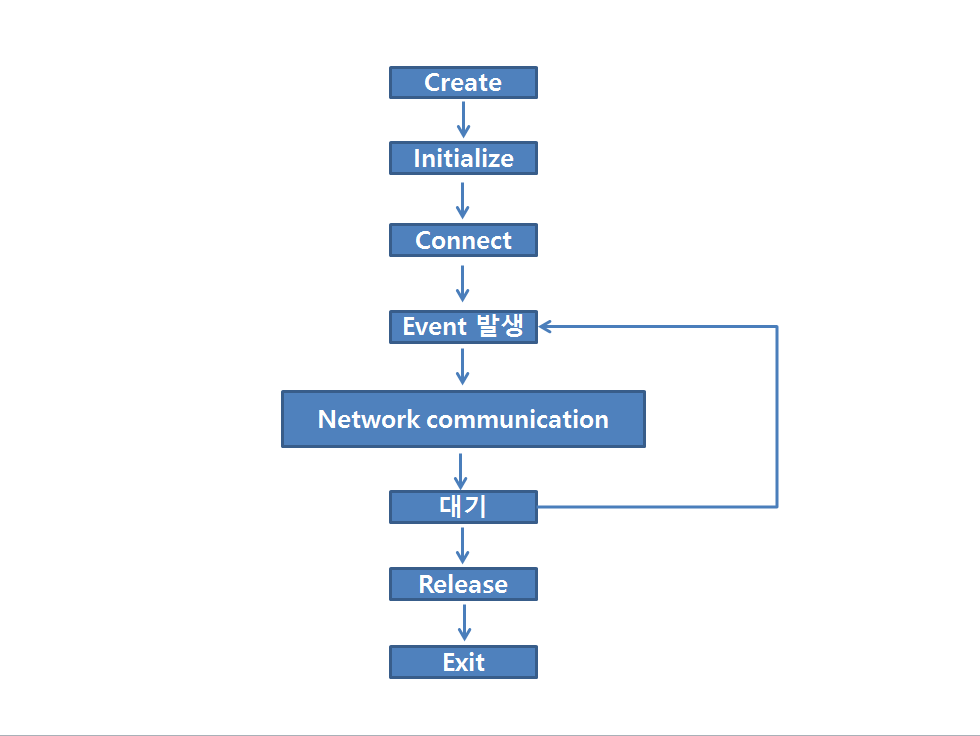 Create
Initialize
Connect
Event 발생
Network communication
대기
Release
Exit